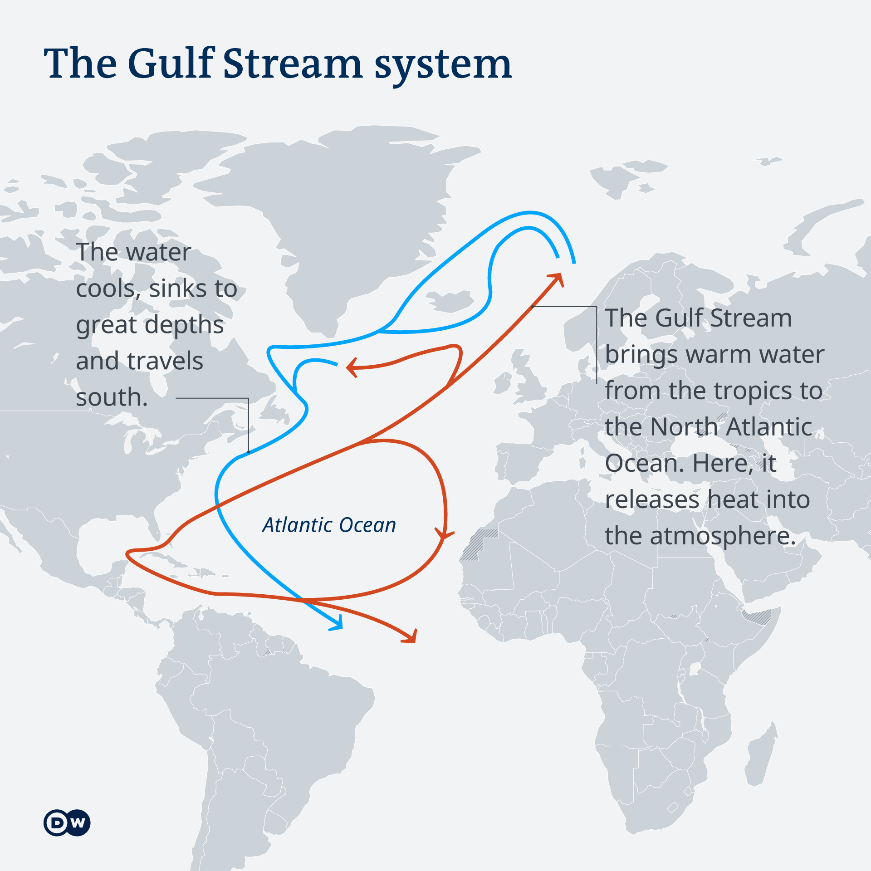 The Gulf Stream system
The water
cools, sinks to
great depths
and travels
south.
The Gulf Stream
brings warm water
from the tropics to
the North Atlantic
Ocean. Here, it
releases heat into
the atmosphere.
Atlantic Ocean
DW